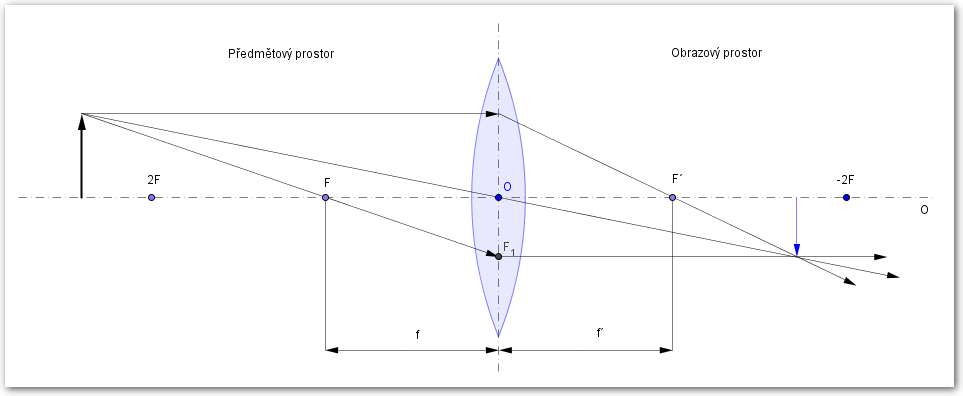 Předmětový prostor
Obrazový prostor
2F
F
O
F´
-2F
O
F1
f
f´